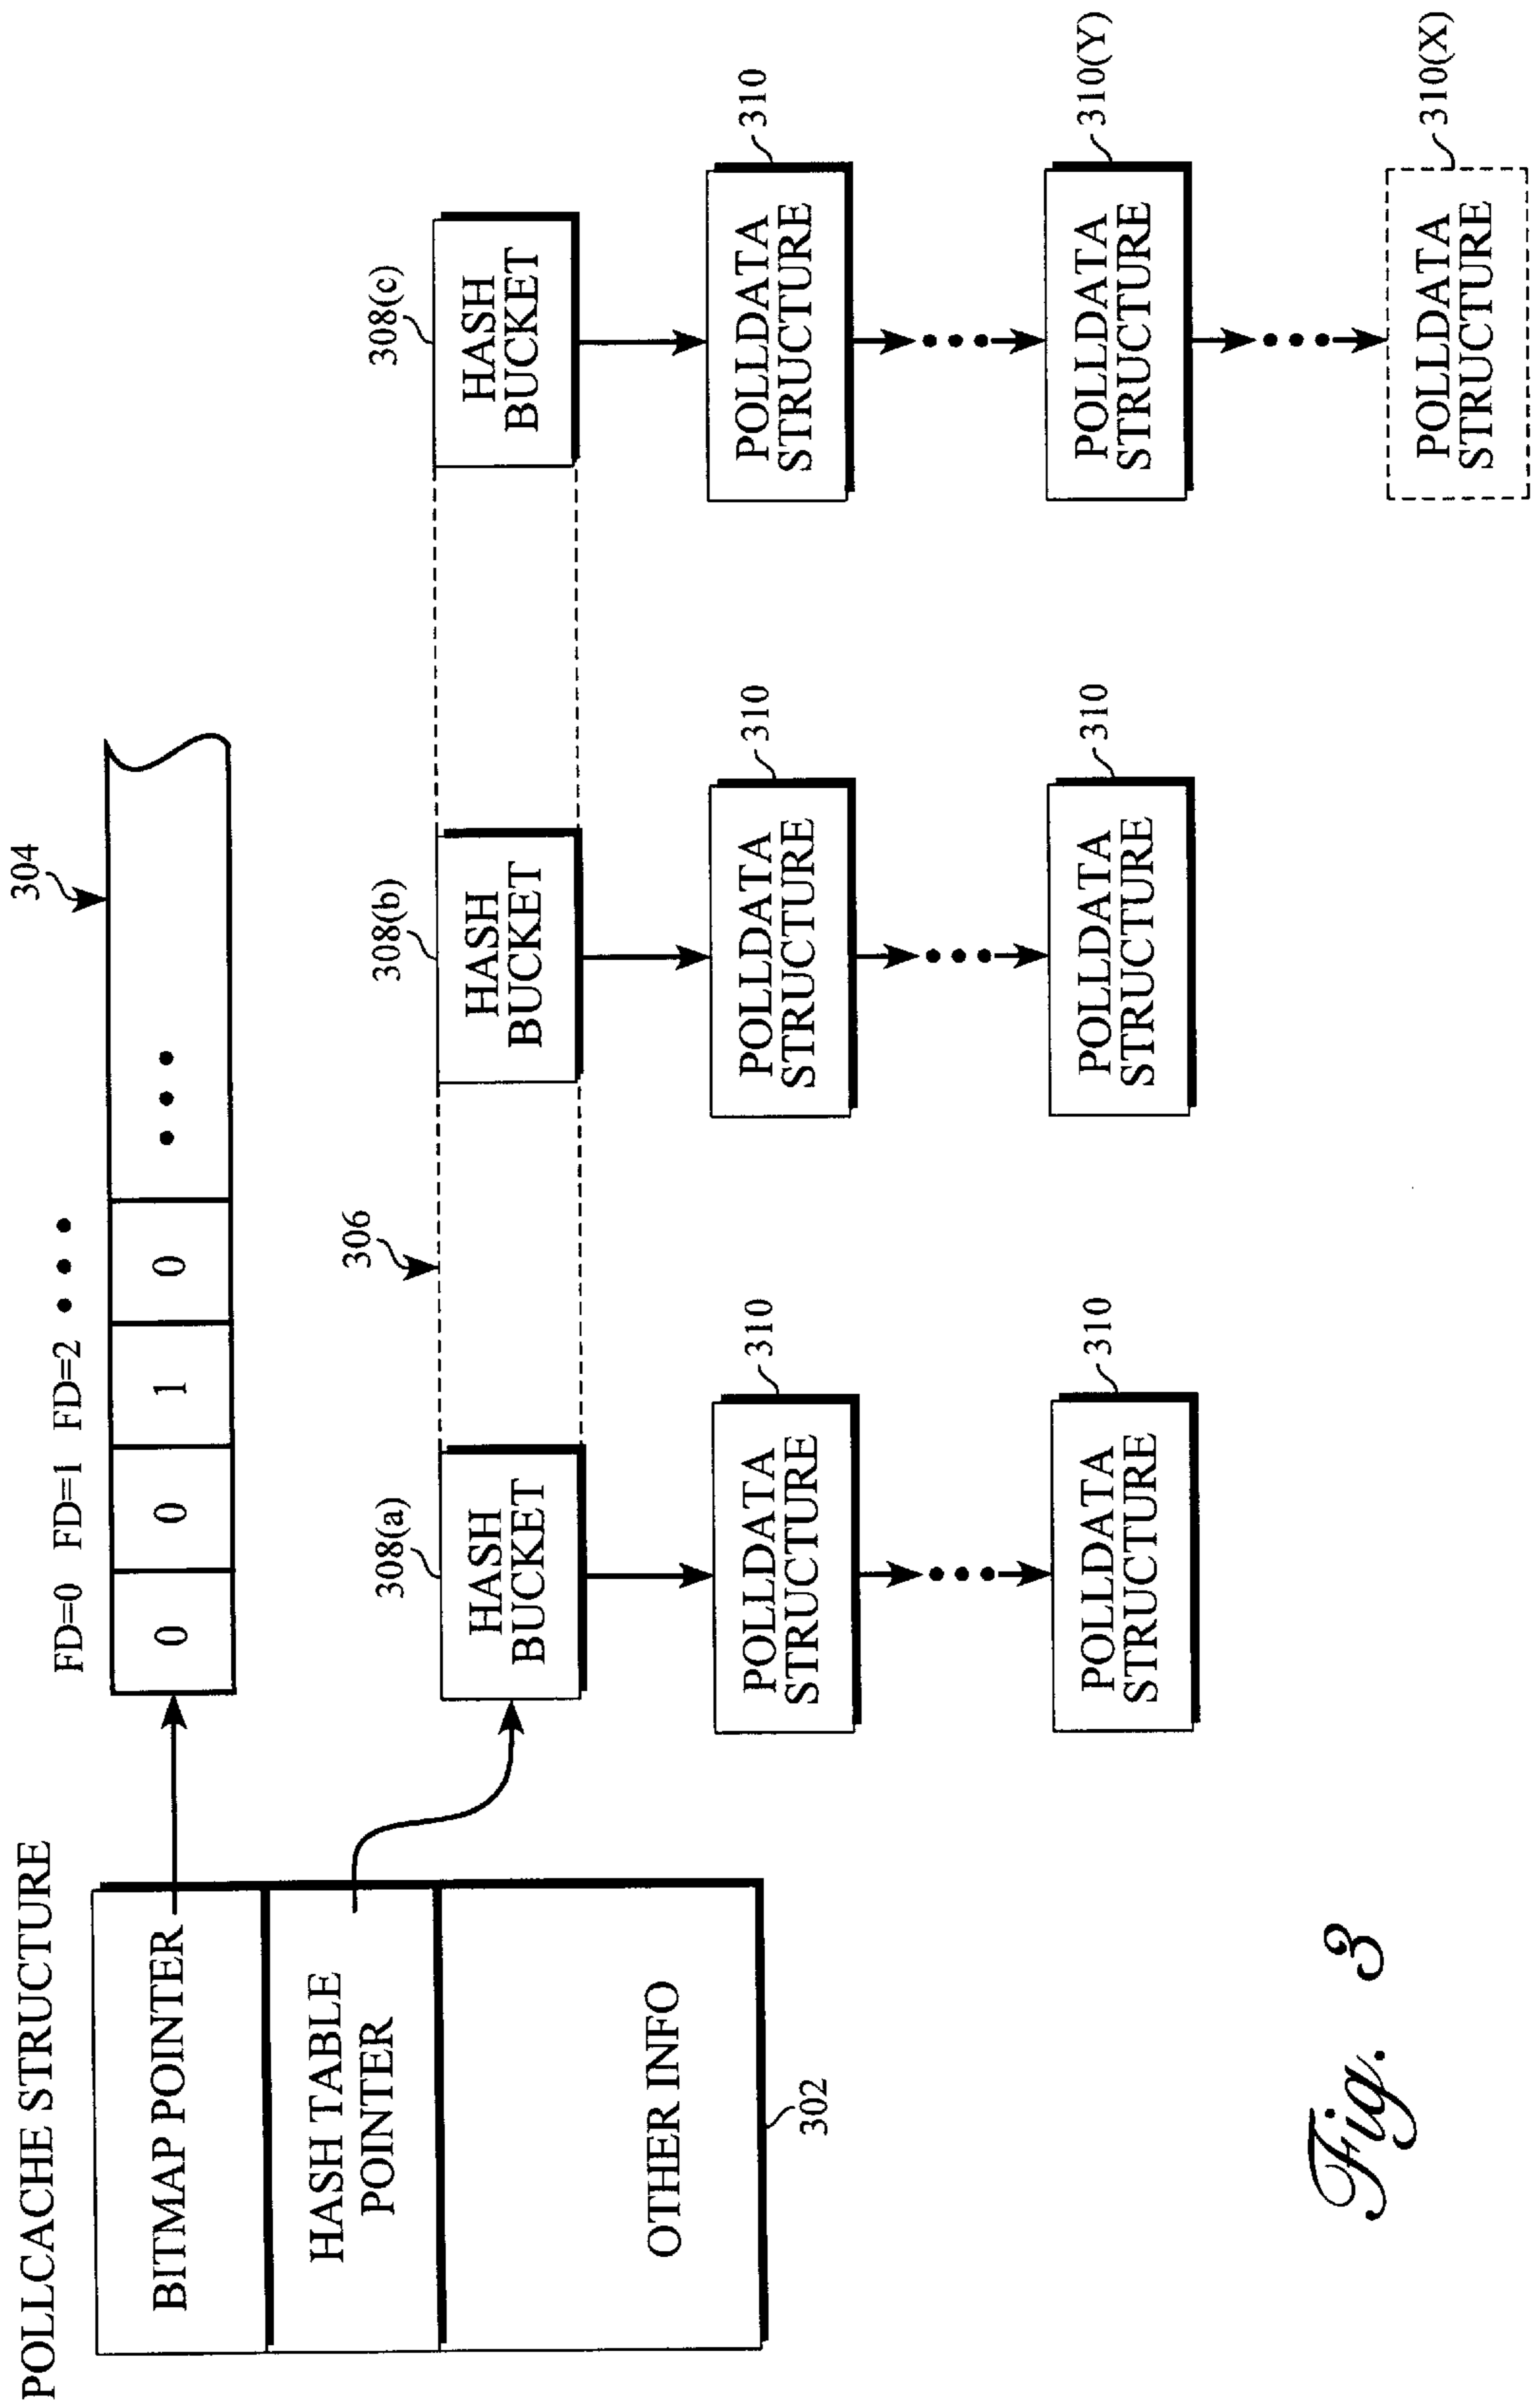 POLLCACHE STRUCTURE
BITMAP POINTER
HASH TABLE
POINTER
OTHER INFO
302
304
FD=0 FD=1 FD=2 • • •
0 0 1 0 • • •
306
308(a)
HASH
BUCKET
308(b)
HASH
BUCKET
308(c)
HASH
BUCKET
310
POLLDATA
STRUCTURE
310
POLLDATA
STRUCTURE
310
POLLDATA
STRUCTURE
310
POLLDATA
STRUCTURE
310
POLLDATA
STRUCTURE
310(Y)
POLLDATA
STRUCTURE
310(X)
POLLDATA
STRUCTURE
Fig. 3